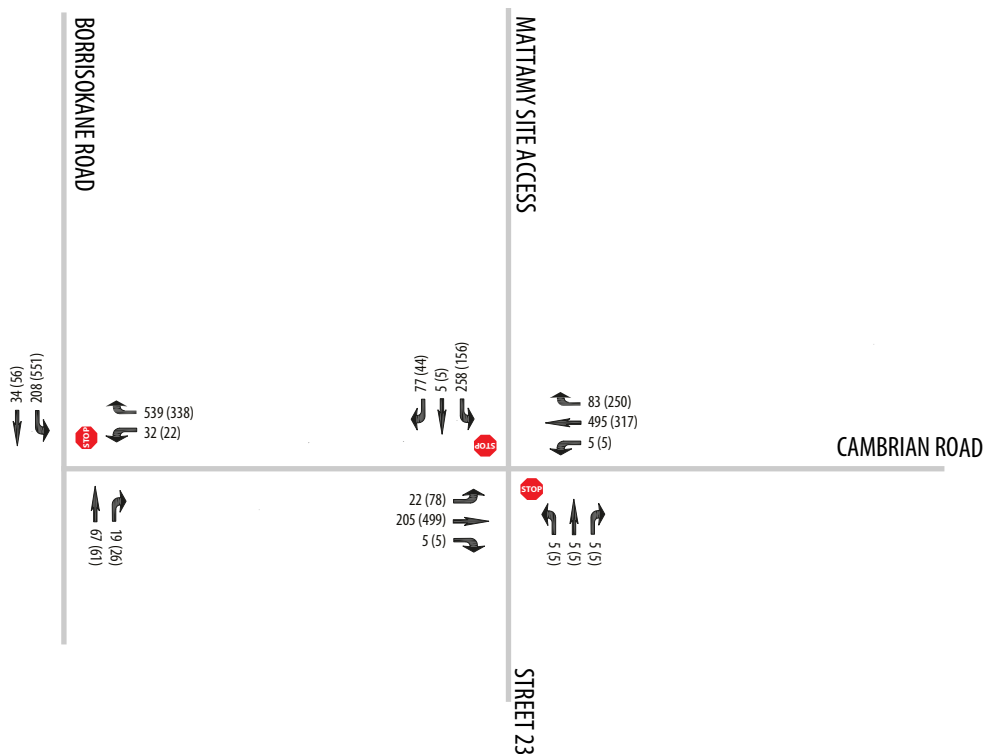 BORRISOKANE ROAD
MATTAMY SITE ACCESS
34 (56)
208 (551)
77 (44)
5 (5)
258 (156)
539 (338)
32 (22)
83 (250)
495 (317)
5 (5)
STOP
STOP
CAMBRIAN ROAD
67 (61)
19 (26)
22 (78)
205 (499)
5 (5)
STOP
5 (5)
5 (5)
5 (5)
STREET 23